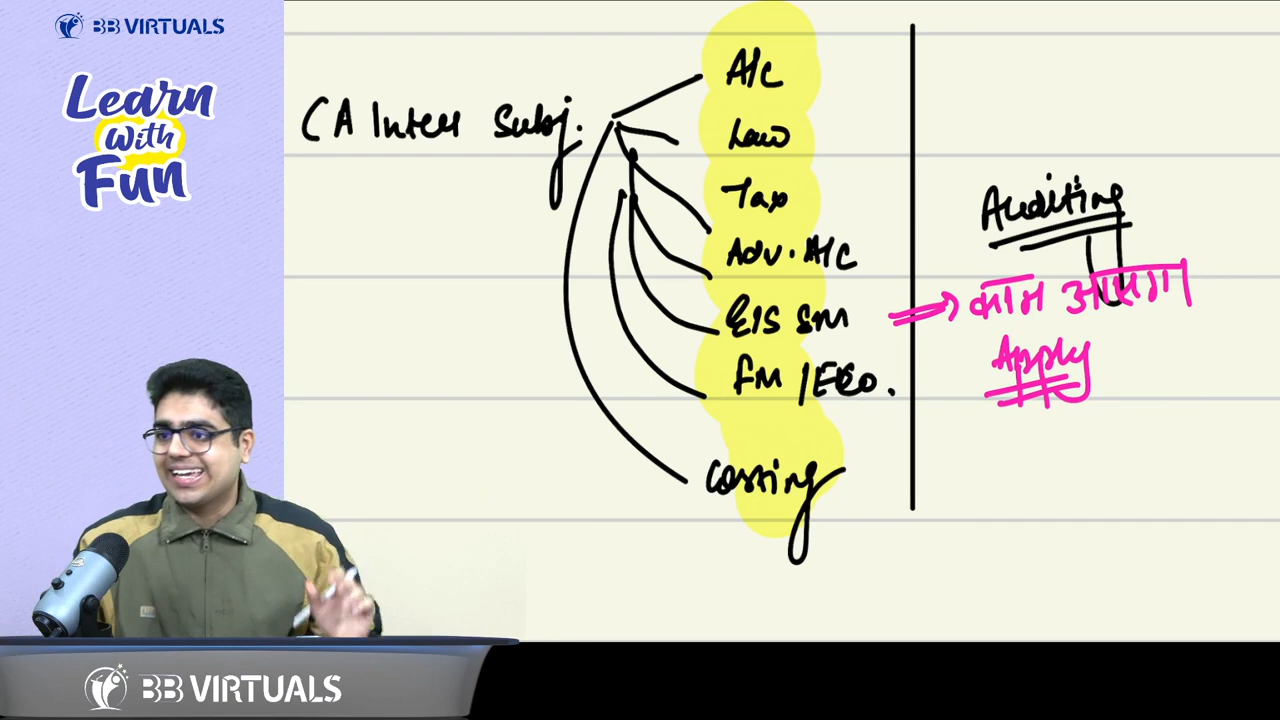 BB VIRTUALS
Learn
With
Fun
CA Inter Subj.
A/c
Law
Tax
Adv. A/c
EIS SM
FM / ECO.
Costing
Auditing
काम आएगा
Apply
BB VIRTUALS